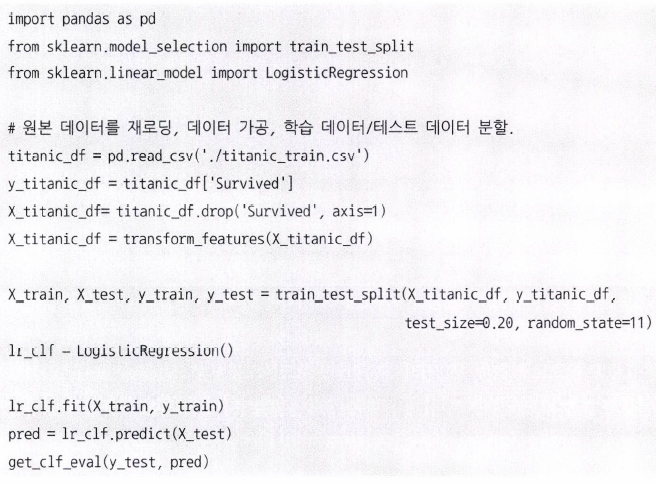 import pandas as pd
from sklearn.model_selection import train_test_split
from sklearn.linear_model import LogisticRegression
# 원본 데이터를 재로딩, 데이터 가공, 학습 데이터/테스트 데이터 분할.
titanic_df = pd.read_csv('./titanic_train.csv')
y_titanic_df = titanic_df['Survived']
X_titanic_df= titanic_df.drop('Survived', axis=1)
X_titanic_df = transform_features(X_titanic_df)
X_train, X_test, y_train, y_test = train_test_split(X_titanic_df, y_titanic_df,
test_size=0.20, random_state=11)
lr_clf = LogisticRegression()
lr_clf.fit(X_train, y_train)
pred = lr_clf.predict(X_test)
get_clf_eval(y_test, pred)